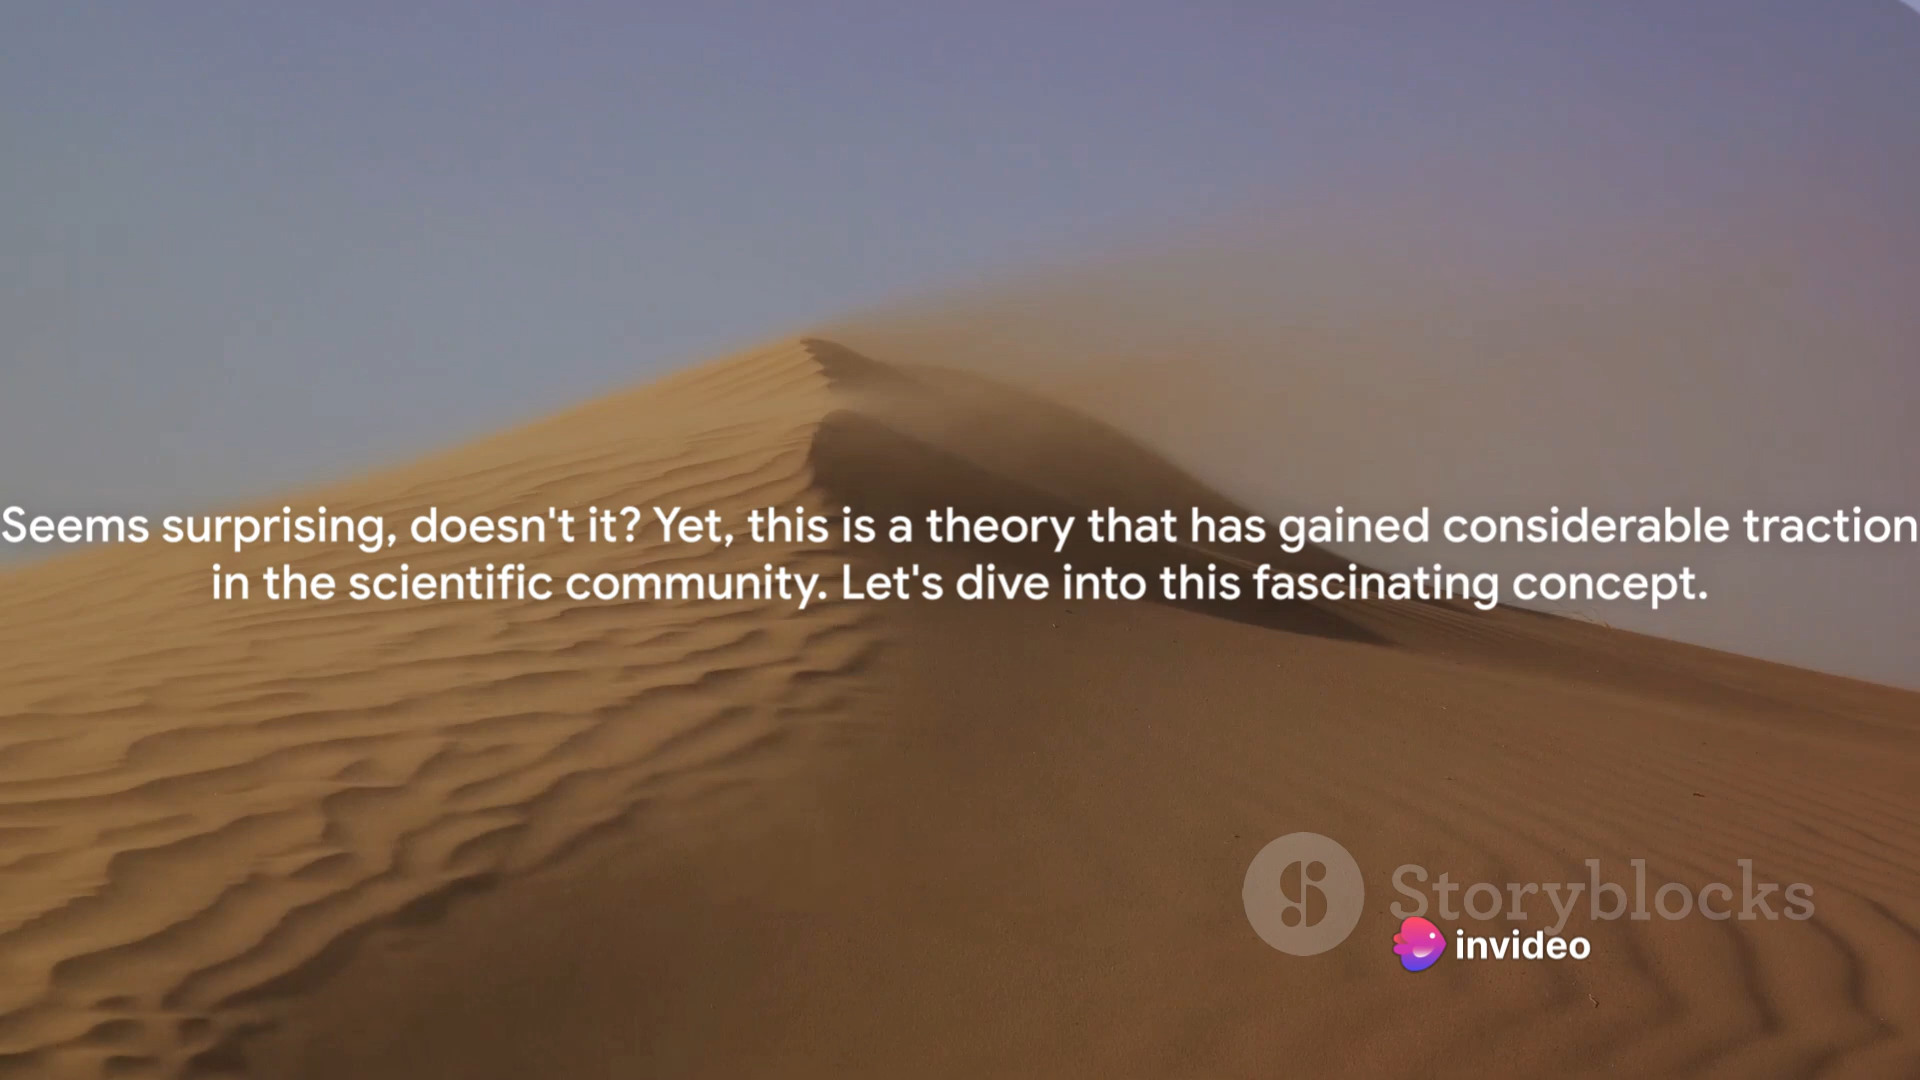 Seems surprising, doesn't it? Yet, this is a theory that has gained considerable traction
in the scientific community. Let's dive into this fascinating concept.
Storyblocks
invideo